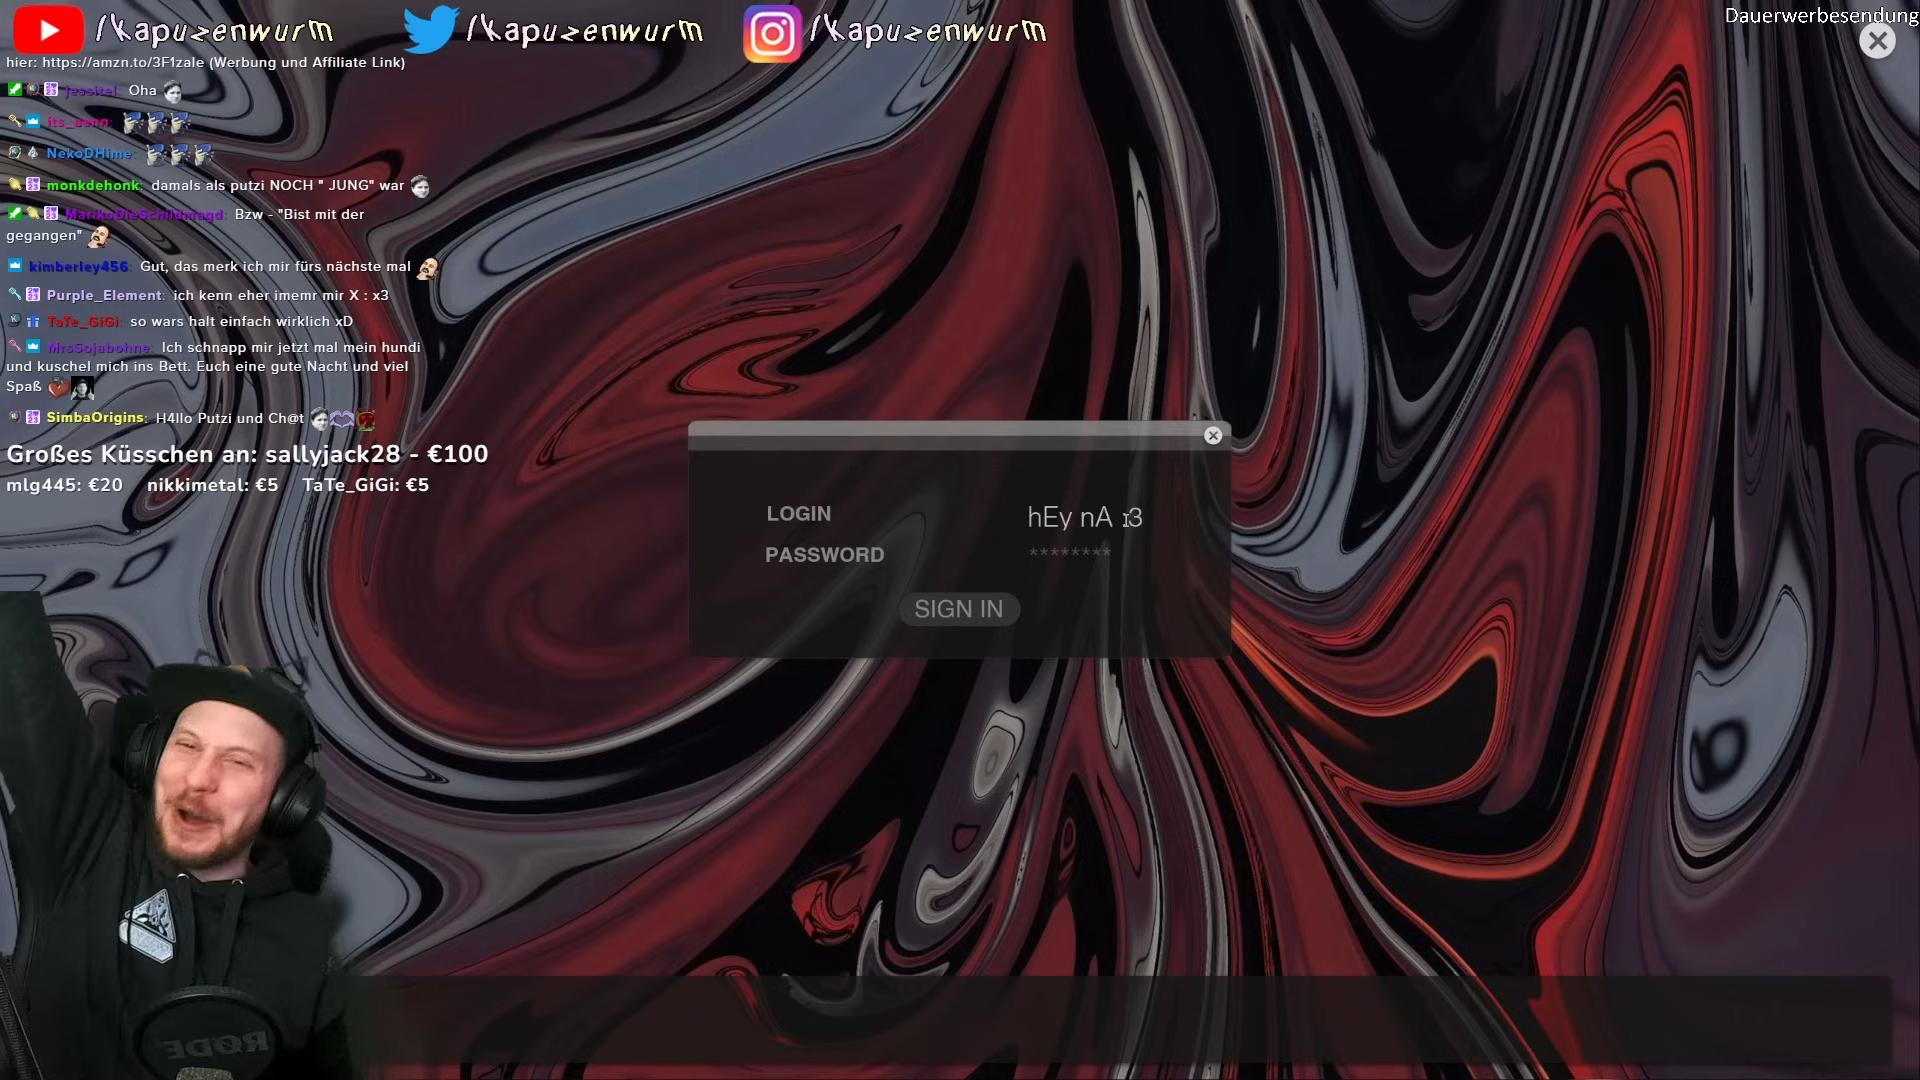 /kapuzenwurm /kapuzenwurm /kapuzenwurm
Dauerwerbesendung
hier: https://amzn.to/3F1zale (Werbung und Affiliate Link)
jessitel: Oha
its_aenn:
NekoDHime:
monkdehonk: damals als putzi NOCH " JUNG" war
MarikoDieSchildmagd: Bzw - "Bist mit der
gegangen"
kimberley456: Gut, das merk ich mir fürs nächste mal
Purple_Element: ich kenn eher imemr mir X : x3
TaTe_GiGi: so wars halt einfach wirklich xD
MrsSojabohne: Ich schnapp mir jetzt mal mein hundi
und kuschel mich ins Bett. Euch eine gute Nacht und viel
Spaß
SimbaOrigins: H4llo Putzi und Ch@t
Großes Küsschen an: sallyjack28 - €100
mlg445: €20 nikkimetal: €5 TaTe_GiGi: €5
LOGIN hEy nA :3
PASSWORD ********
SIGN IN
RØDE